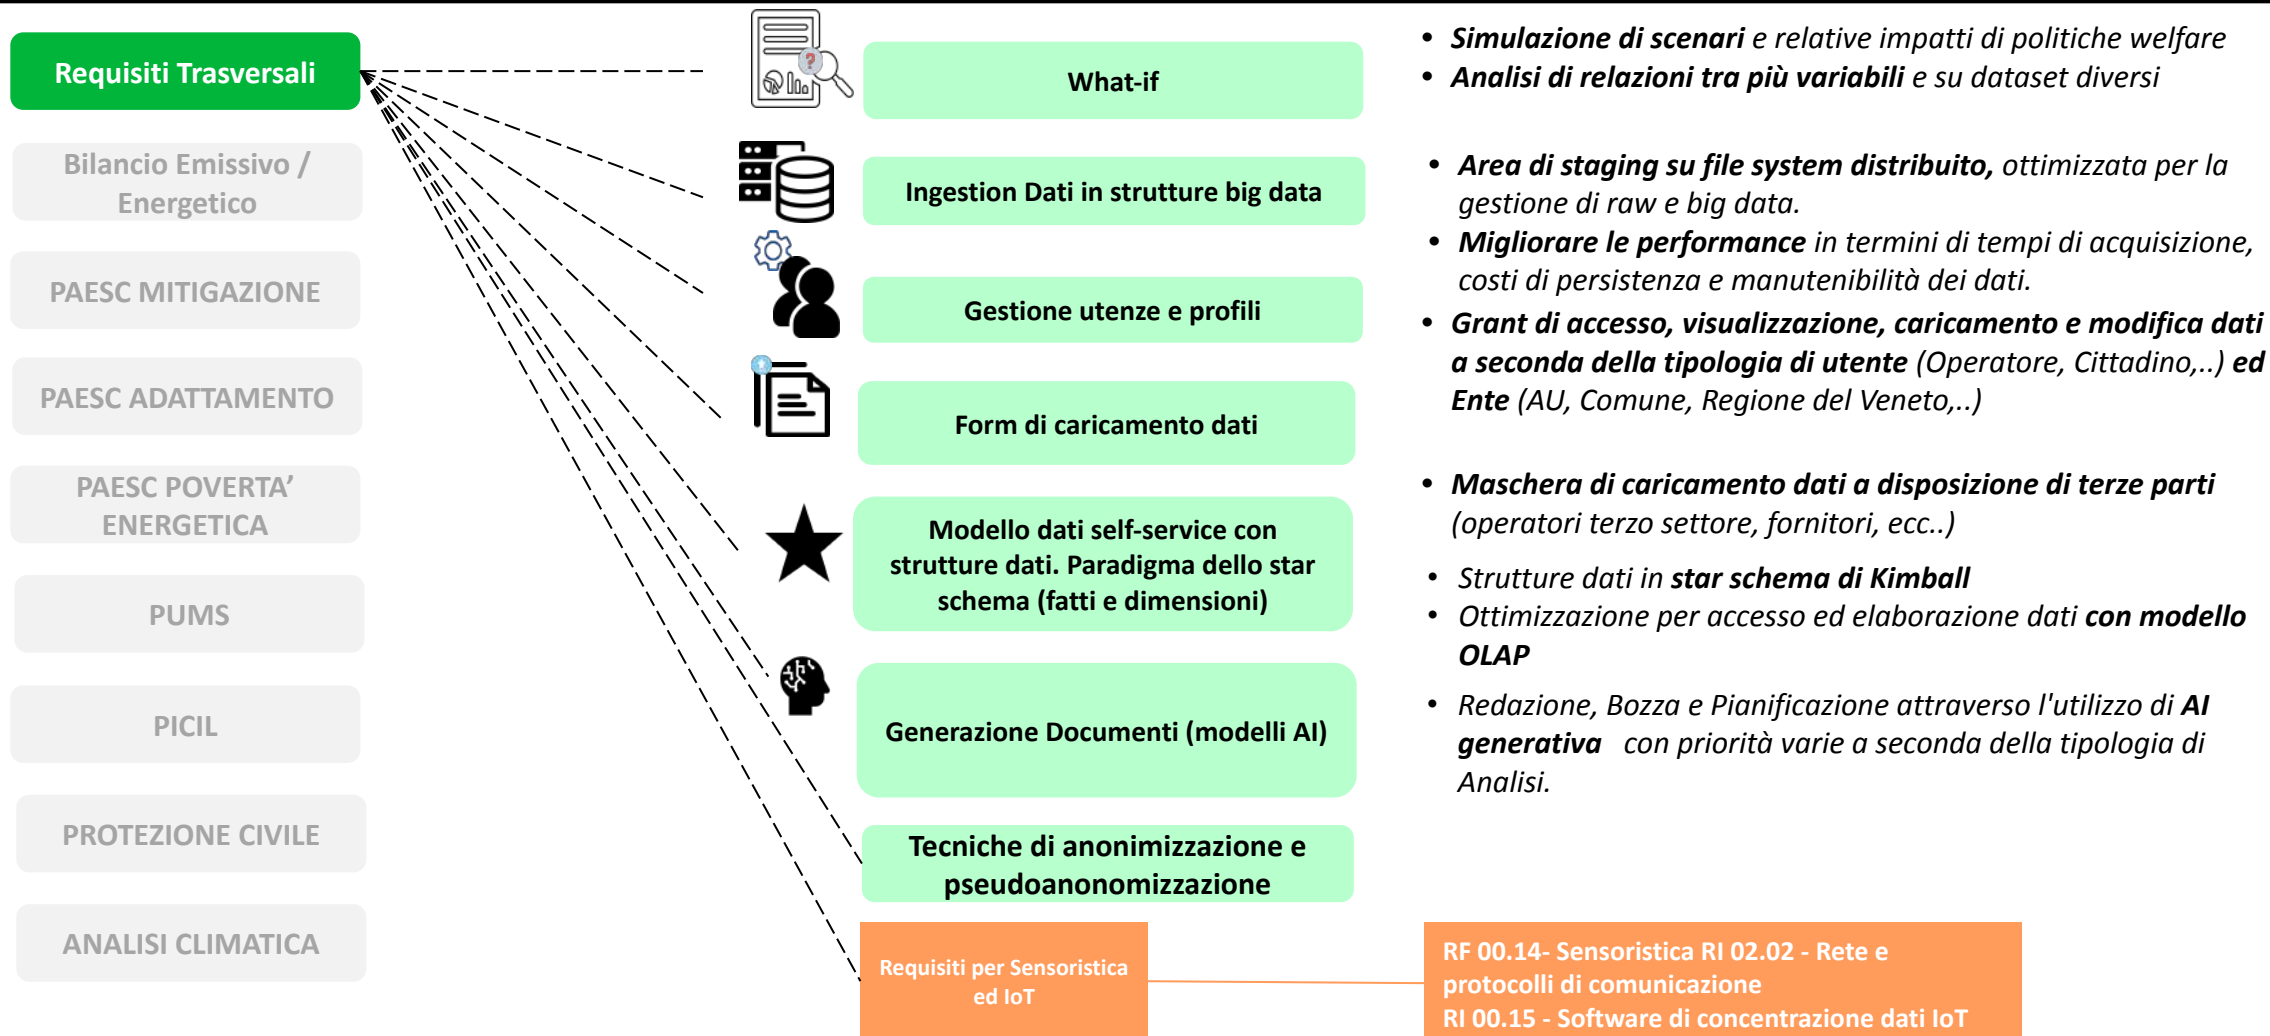 Requisiti Trasversali
Bilancio Emissivo /
Energetico
PAESC MITIGAZIONE
PAESC ADATTAMENTO
PAESC POVERTA’
ENERGETICA
PUMS
PICIL
PROTEZIONE CIVILE
ANALISI CLIMATICA
?
What-if
Ingestion Dati in strutture big data
Gestione utenze e profili
Form di caricamento dati
Modello dati self-service con
strutture dati. Paradigma dello star
schema (fatti e dimensioni)
Generazione Documenti (modelli AI)
Tecniche di anonimizzazione e
pseudoanonomizzazione
Requisiti per Sensoristica
ed IoT
• Simulazione di scenari e relative impatti di politiche welfare
• Analisi di relazioni tra più variabili e su dataset diversi
• Area di staging su file system distribuito, ottimizzata per la
gestione di raw e big data.
• Migliorare le performance in termini di tempi di acquisizione,
costi di persistenza e manutenibilità dei dati.
• Grant di accesso, visualizzazione, caricamento e modifica dati
a seconda della tipologia di utente (Operatore, Cittadino,..) ed
Ente (AU, Comune, Regione del Veneto,..)
• Maschera di caricamento dati a disposizione di terze parti
(operatori terzo settore, fornitori, ecc..)
• Strutture dati in star schema di Kimball
• Ottimizzazione per accesso ed elaborazione dati con modello
OLAP
• Redazione, Bozza e Pianificazione attraverso l'utilizzo di AI
generativa con priorità varie a seconda della tipologia di
Analisi.
RF 00.14- Sensoristica RI 02.02 - Rete e
protocolli di comunicazione
RI 00.15 - Software di concentrazione dati IoT